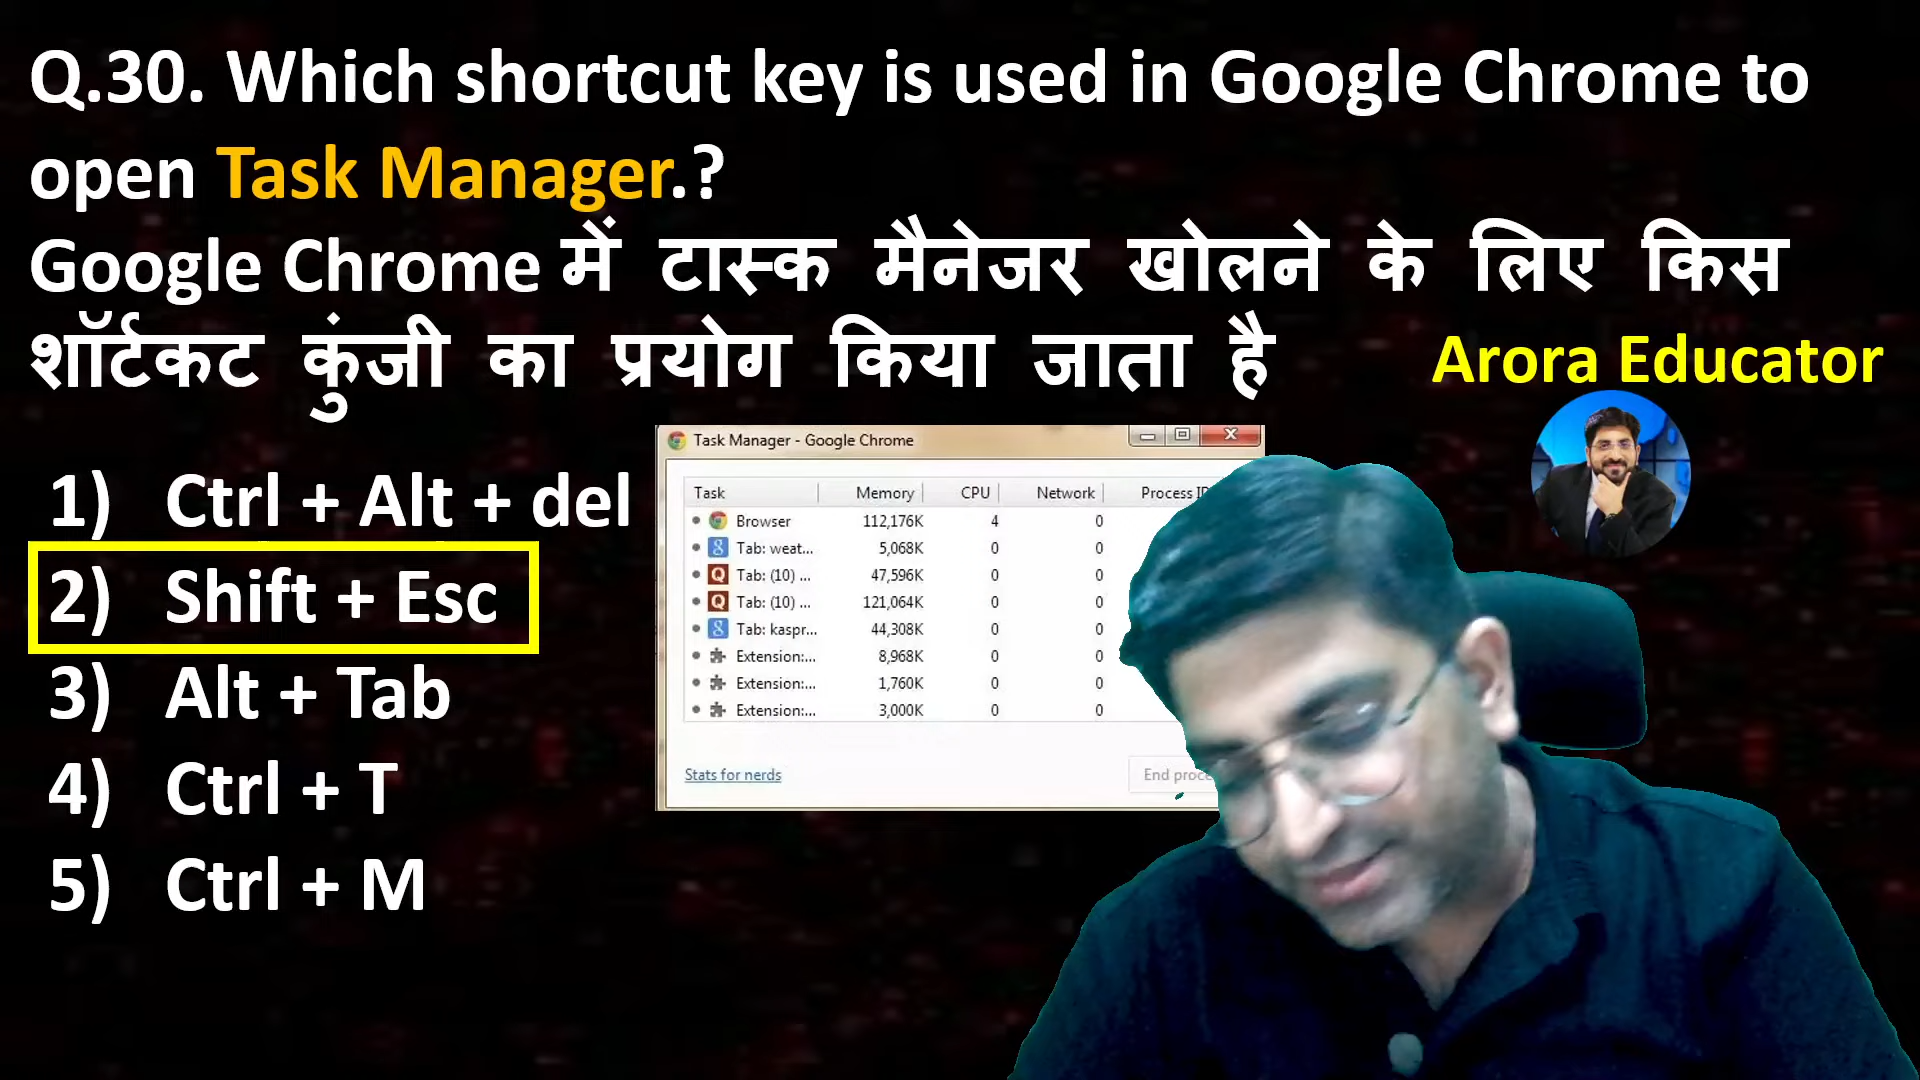 Q.30. Which shortcut key is used in Google Chrome to
open Task Manager.?
Google Chrome में टास्क मैनेजर खोलने के लिए किस
शॉर्टकट कुंजी का प्रयोग किया जाता है
Arora Educator
1) Ctrl + Alt + del
2) Shift + Esc
3) Alt + Tab
4) Ctrl + T
5) Ctrl + M
Task Manager - Google Chrome
Task Memory CPU Network Process
Browser 112,176K 4 0
Tab: weat... 5,068K 0 0
Tab: (10) ... 47,596K 0 0
Tab: (10) ... 121,064K 0 0
Tab: kaspr... 44,308K 0 0
Extension:... 8,968K 0 0
Extension:... 1,760K 0 0
Extension:... 3,000K 0 0
Stats for nerds
End